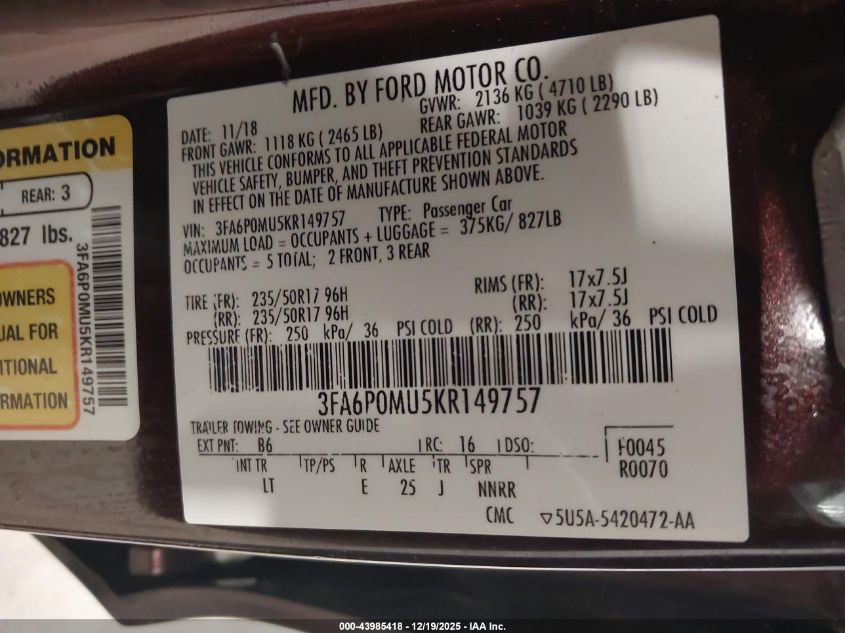 ORMATION
REAR: 3
827 lbs.
OWNERS
UAL FOR
ITIONAL
ORMATION
3FA6P0MU5KR149757
MFD. BY FORD MOTOR CO.
DATE: 11/18 GVWR: 2136 KG ( 4710 LB)
FRONT GAWR: 1118 KG ( 2465 LB) REAR GAWR: 1039 KG ( 2290 LB)
THIS VEHICLE CONFORMS TO ALL APPLICABLE FEDERAL MOTOR
VEHICLE SAFETY, BUMPER, AND THEFT PREVENTION STANDARDS
IN EFFECT ON THE DATE OF MANUFACTURE SHOWN ABOVE.
VIN: 3FA6P0MU5KR149757 TYPE: Passenger Car
MAXIMUM LOAD = OCCUPANTS + LUGGAGE = 375KG/ 827LB
OCCUPANTS = 5 TOTAL; 2 FRONT, 3 REAR
TIRE (FR): 235/50R17 96H RIMS (FR): 17x7.5J
(RR): 235/50R17 96H (RR): 17x7.5J
PRESSURE (FR): 250 kPa/ 36 PSI COLD (RR): 250 kPa/ 36 PSI COLD
3FA6P0MU5KR149757
TRAILER TOWING - SEE OWNER GUIDE
EXT PNT: B6 RC: 16 DSO: F0045
INT TR TP/PS R AXLE TR SPR R0070
LT E 25 J NNRR
CMC ▽5U5A-5420472-AA
000-43985418 - 12/19/2025 - IAA Inc.